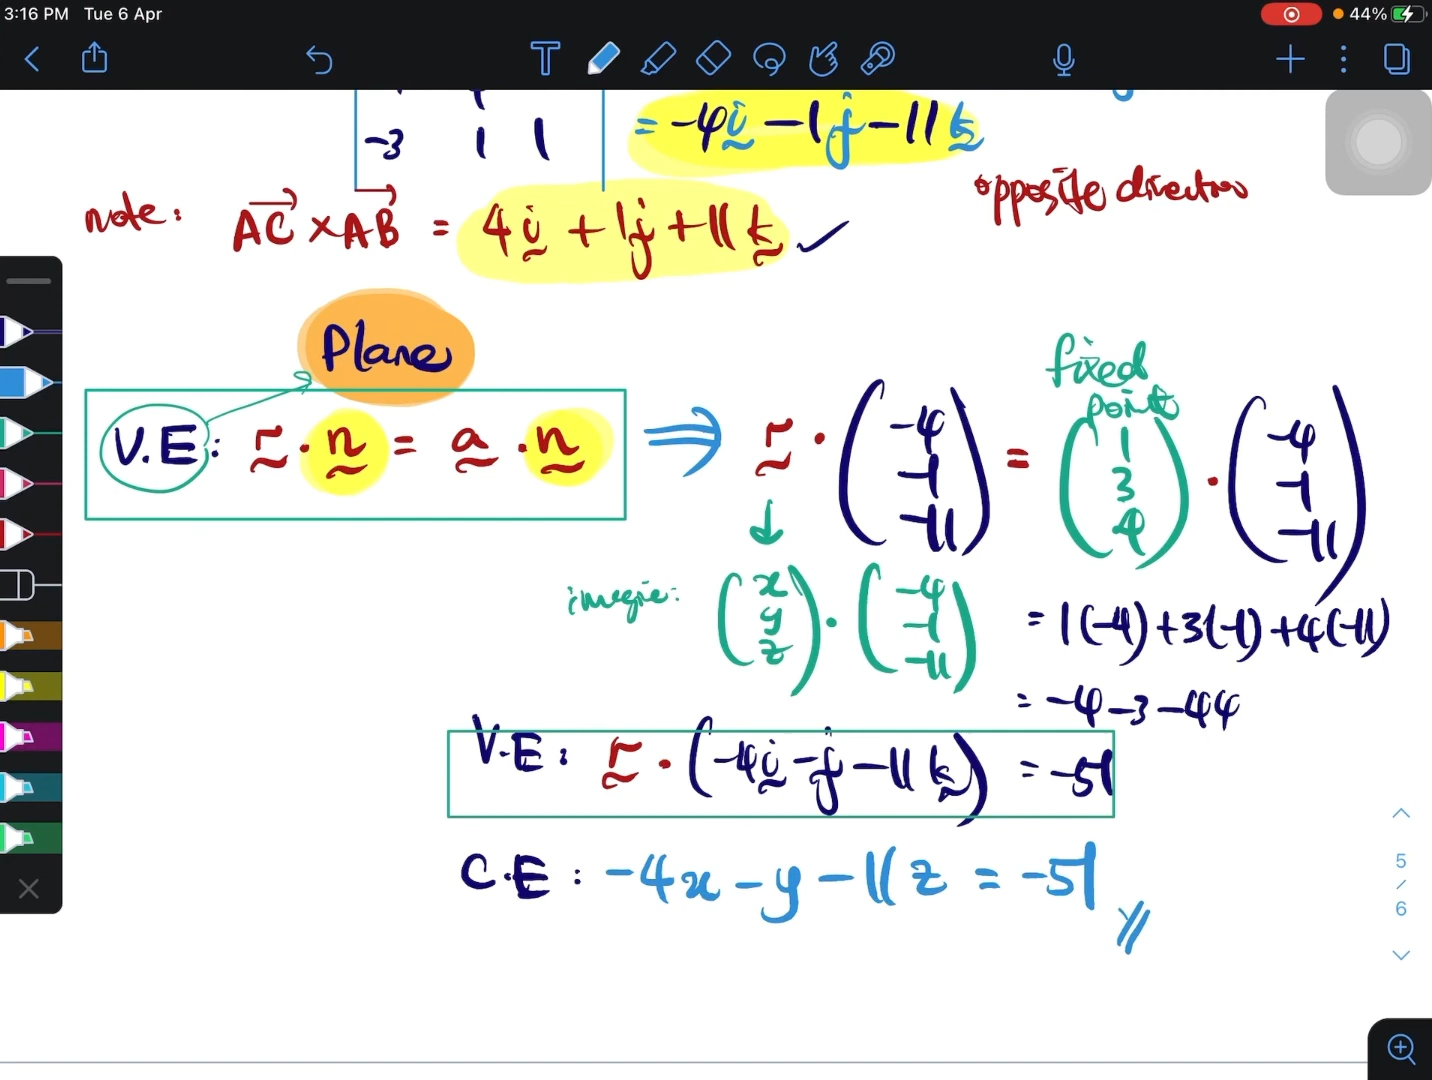 3:16 PM Tue 6 Apr
44%
T
-3 1 1
= -4i -1j -11k
opposite direction
note: AC × AB = 4i + 1j + 11k ✓
Plane
fixed
point
V.E: r . n = a . n ⟹ r . (-4 -1 -11) = (1 3 4) . (-4 -1 -11)
(x y z) . (-4 -1 -11)
= 1(-4) + 3(-1) + 4(-11)
= -4 - 3 - 44
V.E : r . (-4i - j - 11k) = -51
C.E : -4x - y - 11z = -51
5
/
6